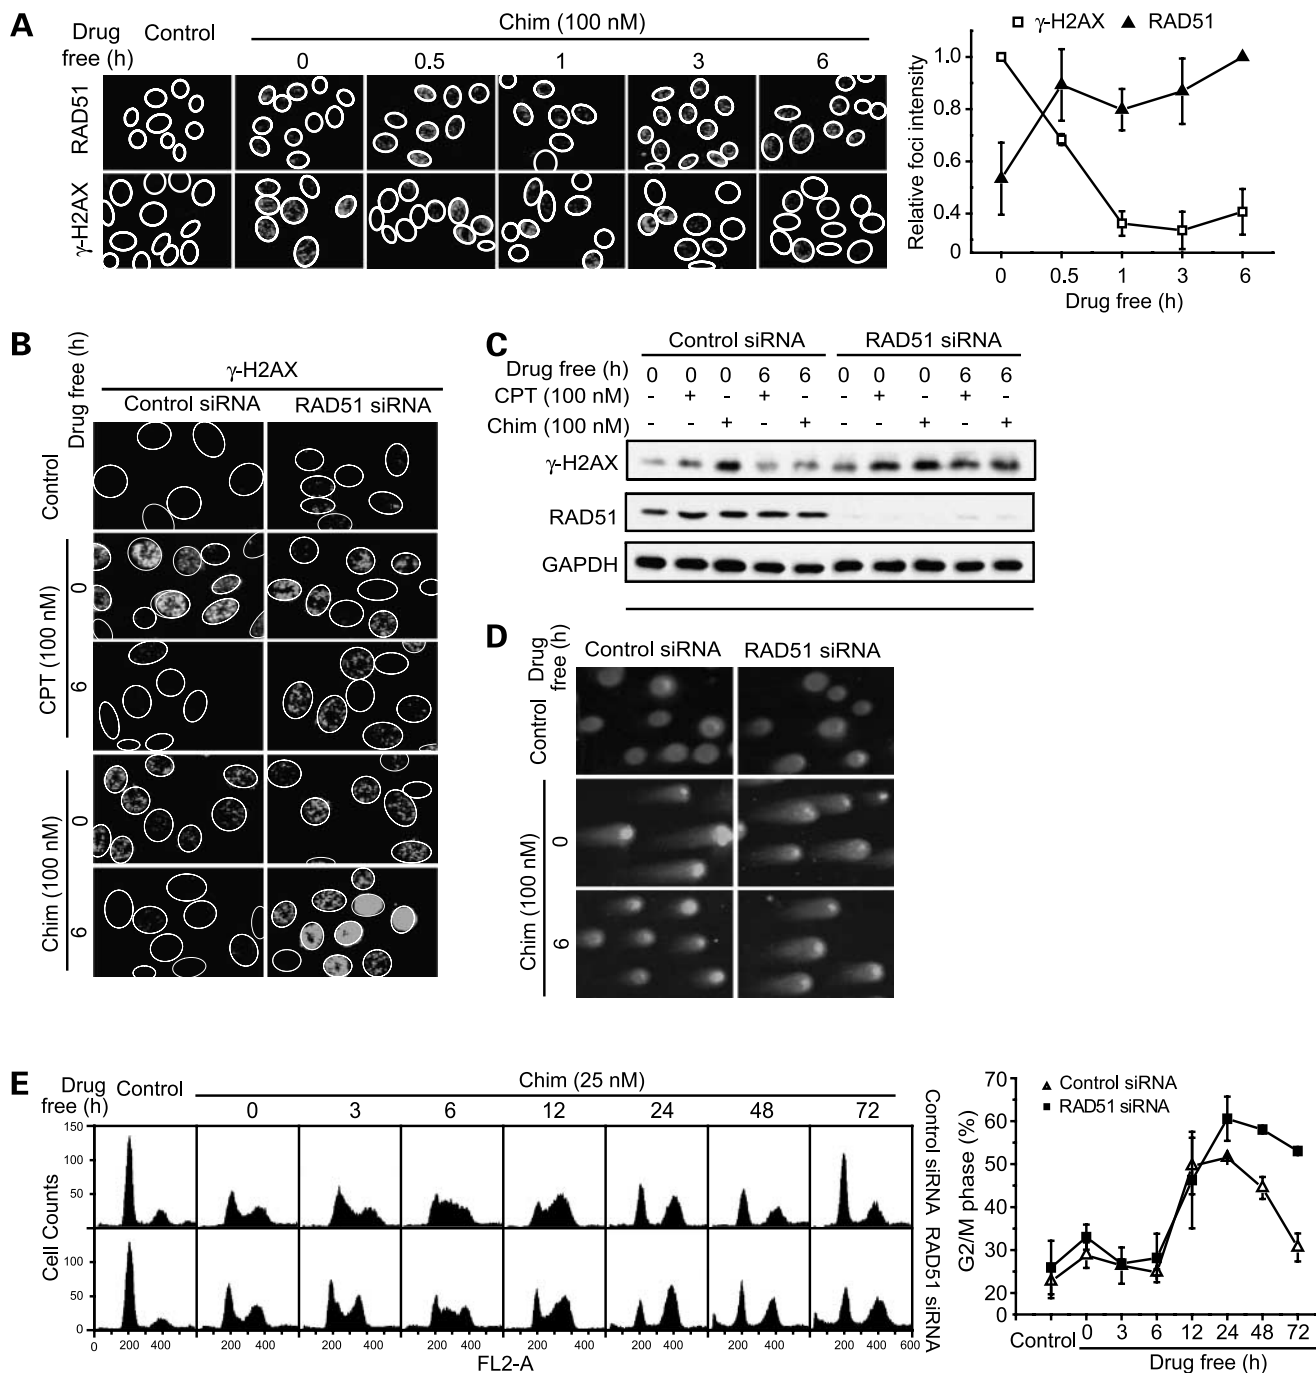 A
Drug free (h)
Control
Chim (100 nM)
0 0.5 1 3 6
RAD51
γ-H2AX
γ-H2AX RAD51
Relative foci intensity
1.0
0.8
0.6
0.4
0
0 0.5 1 3 6
Drug free (h)
B
Drug free (h)
γ-H2AX
Control siRNA RAD51 siRNA
Control
CPT (100 nM)
0
6
Chim (100 nM)
0
6
C
Control siRNA RAD51 siRNA
Drug free (h) 0 0 0 6 6 0 0 0 6 6
CPT (100 nM) - + - + - - + - + -
Chim (100 nM) - - + - + - - + - +
γ-H2AX
RAD51
GAPDH
D
Drug free (h)
Control siRNA RAD51 siRNA
Control
Chim (100 nM)
0
6
E
Drug free (h)
Control
Chim (25 nM)
0 3 6 12 24 48 72
Cell Counts
150
100
50
0
100
50
0
0 200 400 200 400 200 400 200 400 200 400 200 400 200 400 200 400 600
FL2-A
Control siRNA RAD51 siRNA
Control siRNA
RAD51 siRNA
G2/M phase (%)
70
60
50
40
30
20
0
Control 0 3 6 12 24 48 72
Drug free (h)